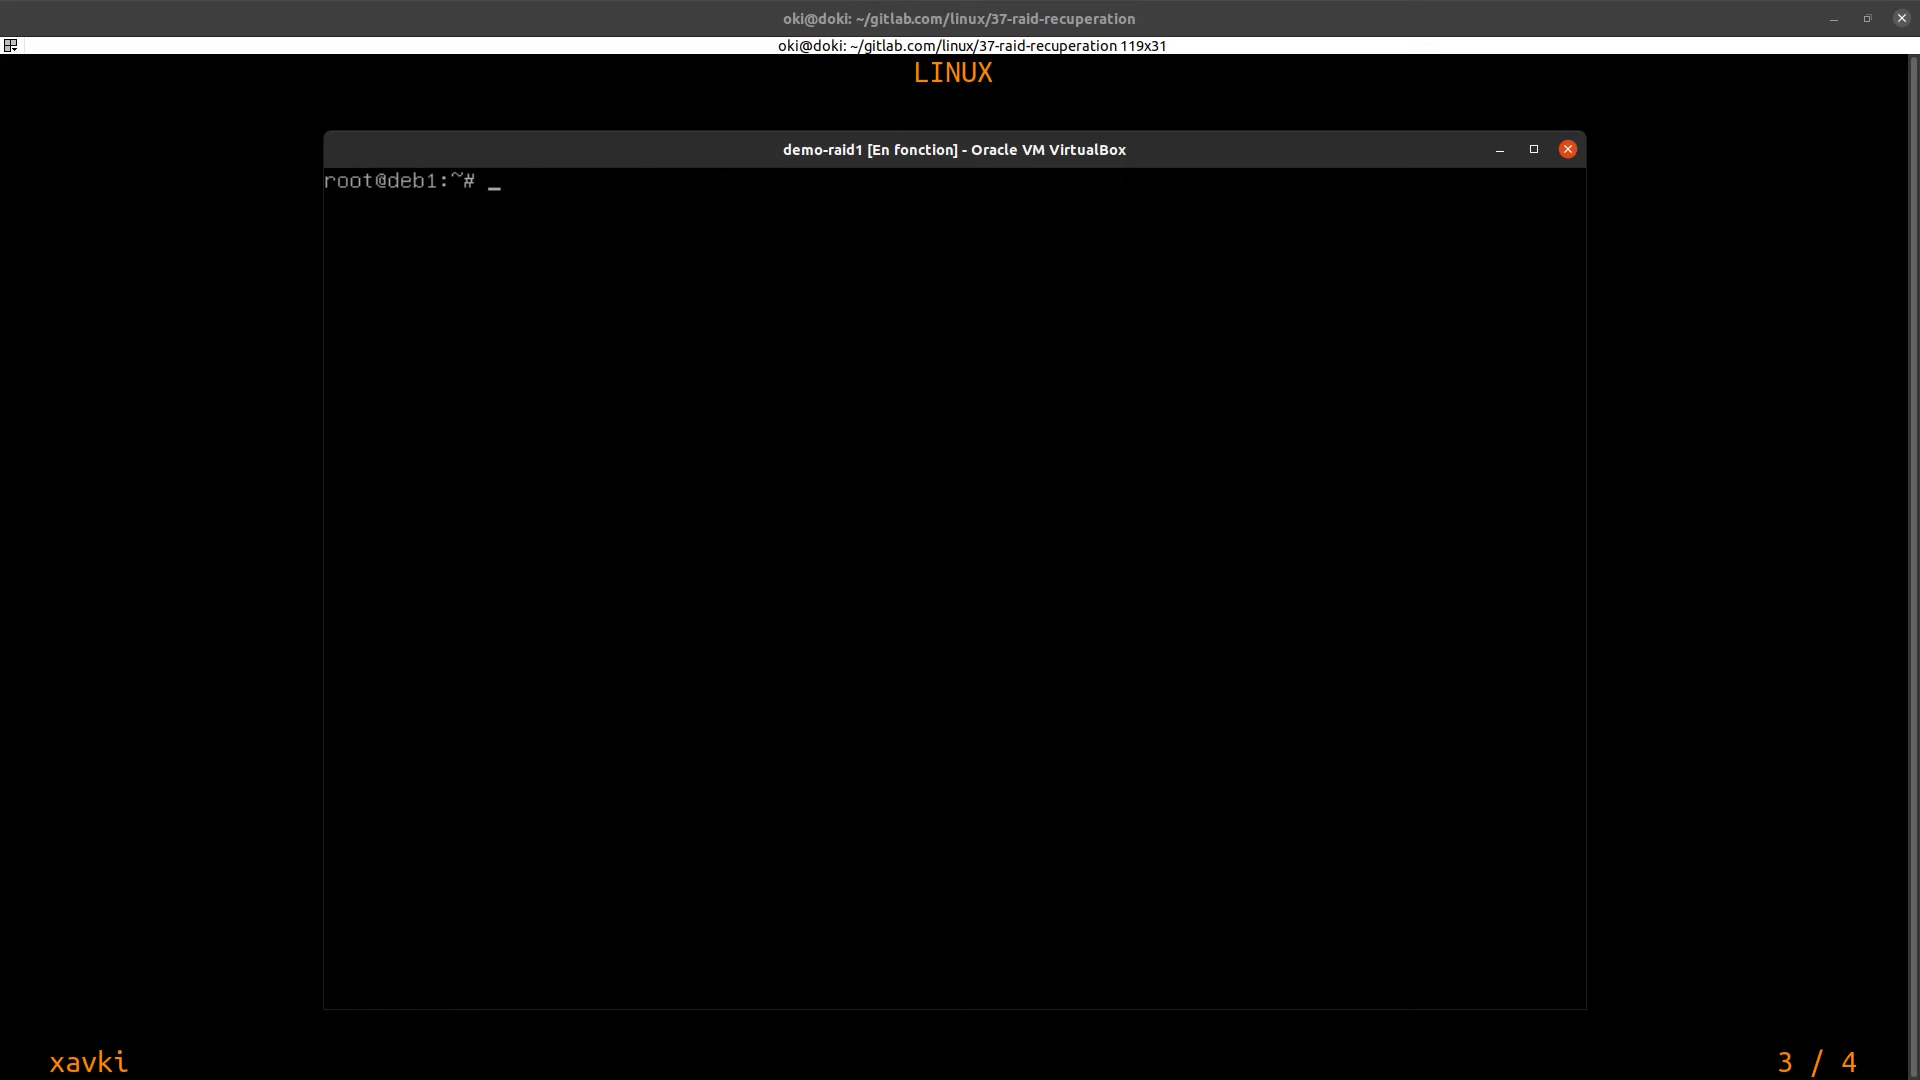 oki@doki: ~/gitlab.com/linux/37-raid-recuperation
oki@doki: ~/gitlab.com/linux/37-raid-recuperation 119x31
LINUX
demo-raid1 [En fonction] - Oracle VM VirtualBox
root@deb1:~# _
xavki
3 / 4